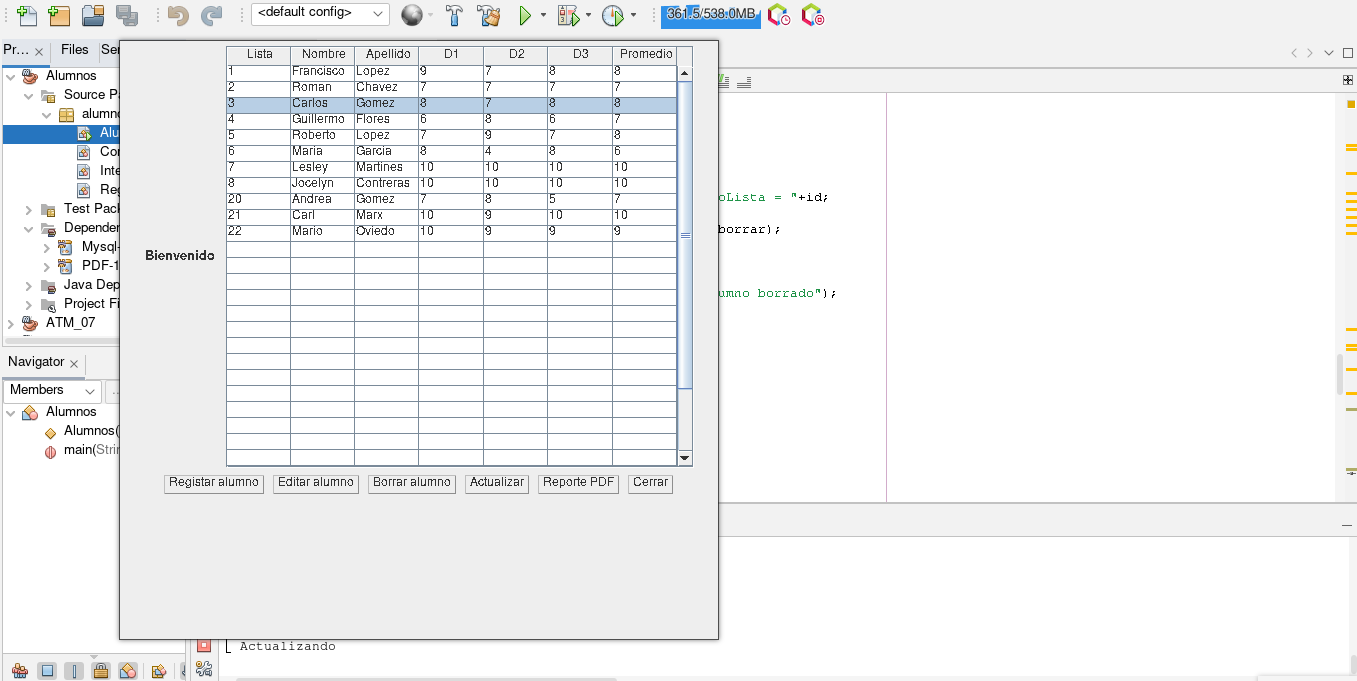 <default config>
361.5/538.0MB
Pr...
Files
Ser
Alumnos
Source Pa
alumno
Alu
Con
Inte
Reg
Test Pack
Depender
Mysql-
PDF-1
Java Dep
Project Fi
ATM_07
Navigator
Members
Alumnos
Alumnos(
main(Strin
Bienvenido
Lista Nombre Apellido D1 D2 D3 Promedio
1 Francisco Lopez 9 7 8 8
2 Roman Chavez 7 7 7 7
3 Carlos Gomez 8 7 8 8
4 Guillermo Flores 6 8 6 7
5 Roberto Lopez 7 9 7 8
6 Maria Garcia 8 4 8 6
7 Lesley Martines 10 10 10 10
8 Jocelyn Contreras 10 10 10 10
20 Andrea Gomez 7 8 5 7
21 Carl Marx 10 9 10 10
22 Mario Oviedo 10 9 9 9
Registar alumno Editar alumno Borrar alumno Actualizar Reporte PDF Cerrar
oLista = "+id;
borrar);
umno borrado");
Actualizando